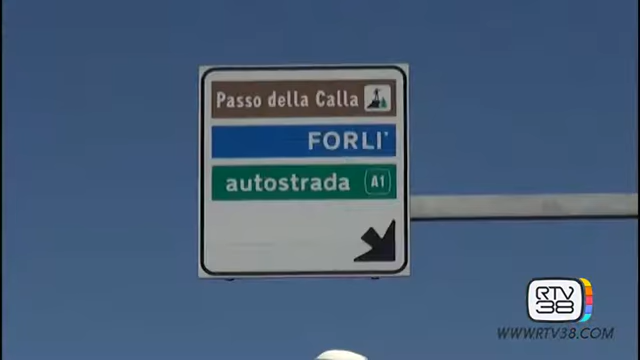 Passo della Calla
FORLI'
autostrada A1
RTV
38
WWW.RTV38.COM